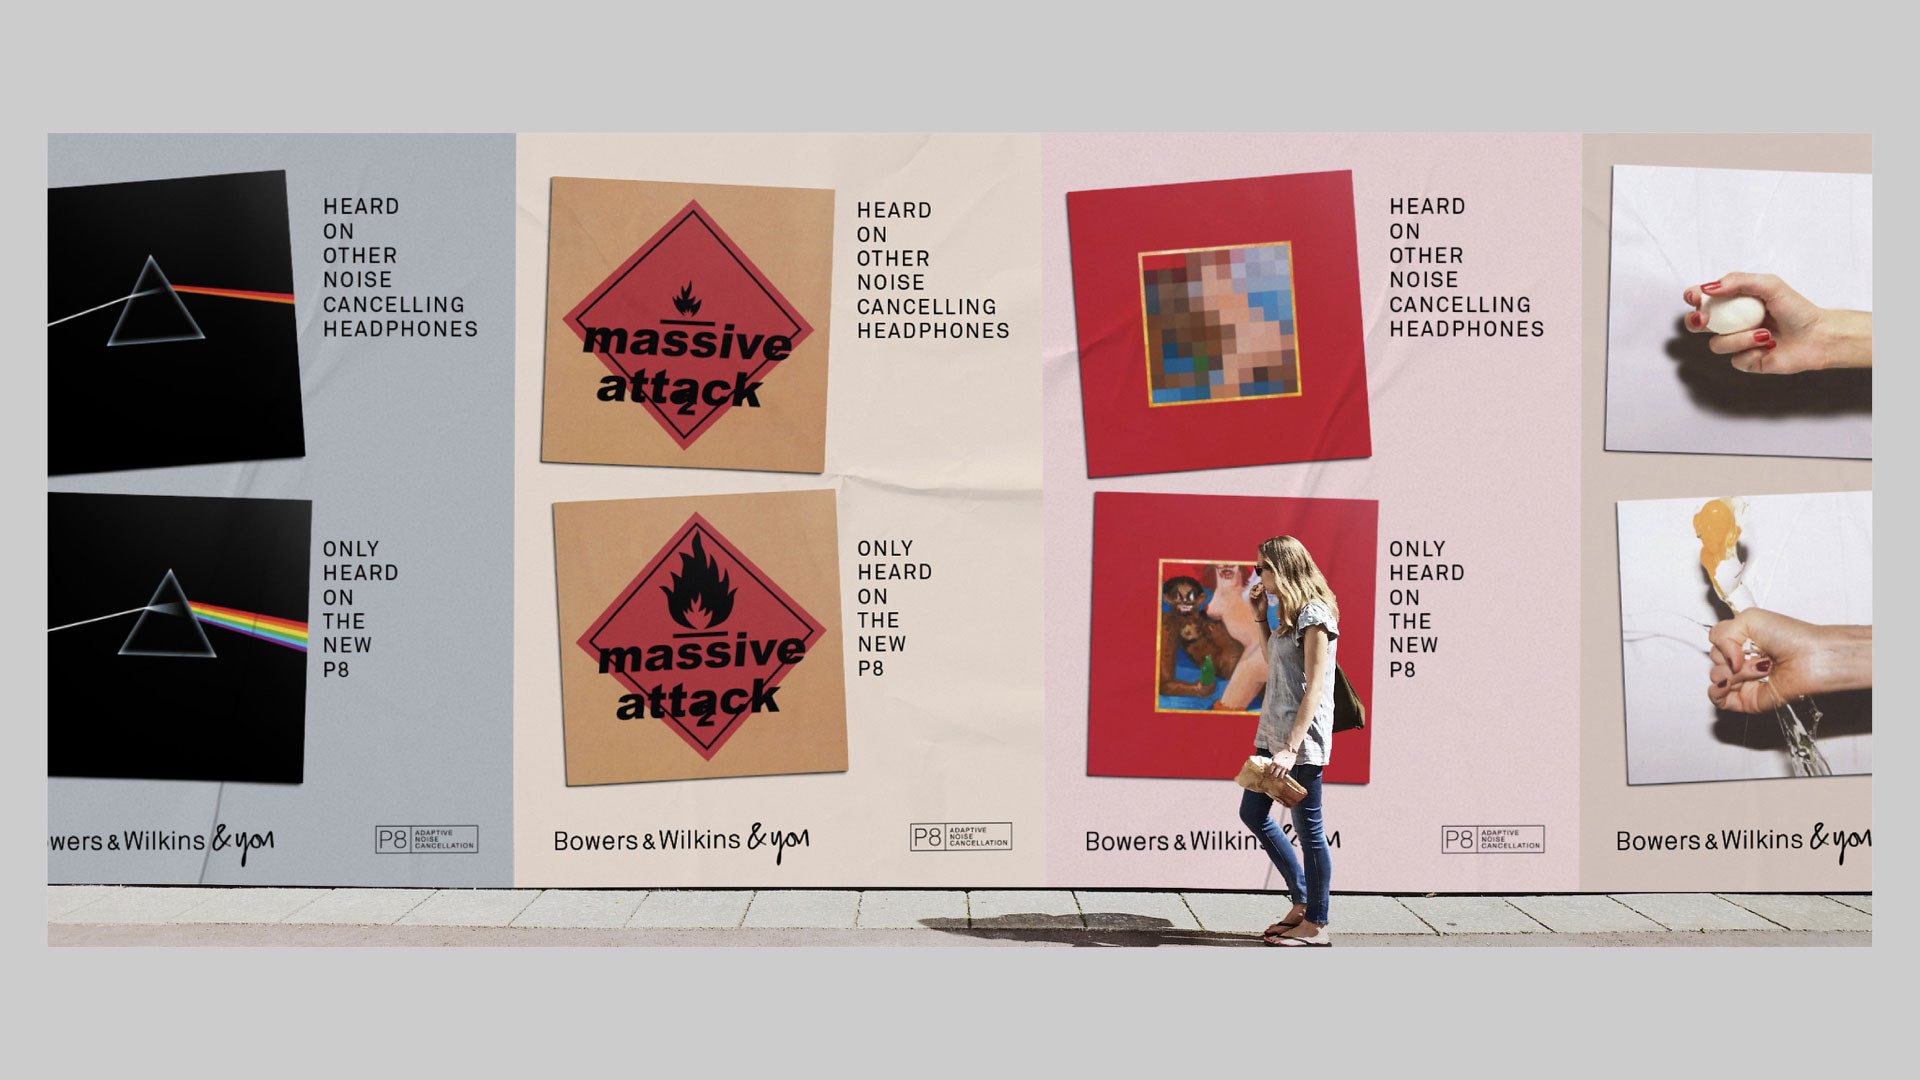 HEARD
ON
OTHER
NOISE
CANCELLING
HEADPHONES
ONLY
HEARD
ON
THE
NEW
P8
wers & Wilkins & you
P8 ADAPTIVE
NOISE
CANCELLATION
massive
attack
2
HEARD
ON
OTHER
NOISE
CANCELLING
HEADPHONES
massive
attack
2
ONLY
HEARD
ON
THE
NEW
P8
Bowers & Wilkins & you
P8 ADAPTIVE
NOISE
CANCELLATION
HEARD
ON
OTHER
NOISE
CANCELLING
HEADPHONES
ONLY
HEARD
ON
THE
NEW
P8
Bowers & Wilkin
P8 ADAPTIVE
NOISE
CANCELLATION
Bowers & Wilkins & you